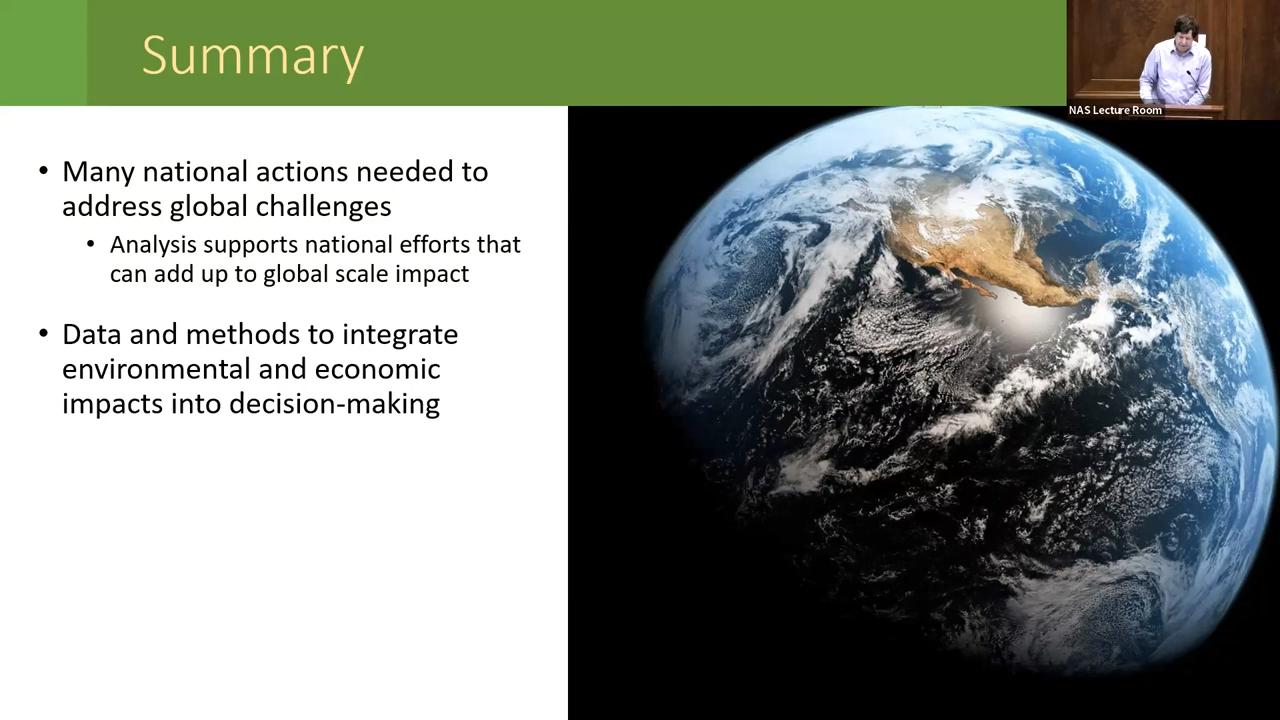 Summary
NAS Lecture Room
• Many national actions needed to
address global challenges
• Analysis supports national efforts that
can add up to global scale impact
• Data and methods to integrate
environmental and economic
impacts into decision-making